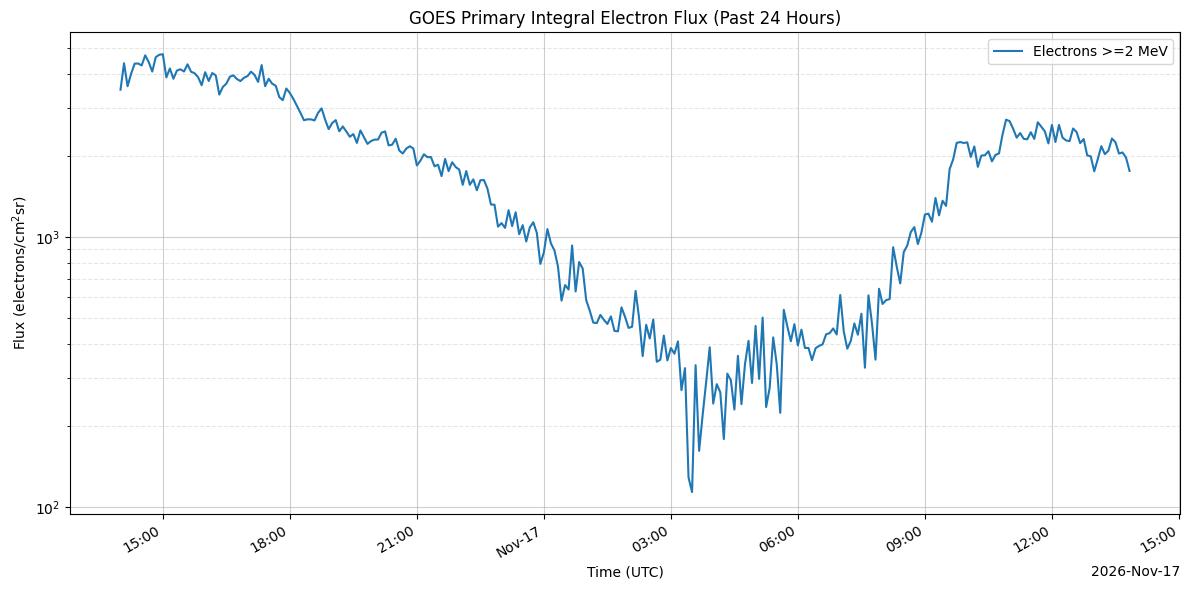 GOES Primary Integral Electron Flux (Past 24 Hours)
Electrons >=2 MeV
Flux (electrons/cm²sr)
10³
10²
15:00
18:00
21:00
Nov-17
03:00
06:00
09:00
12:00
15:00
Time (UTC)
2026-Nov-17